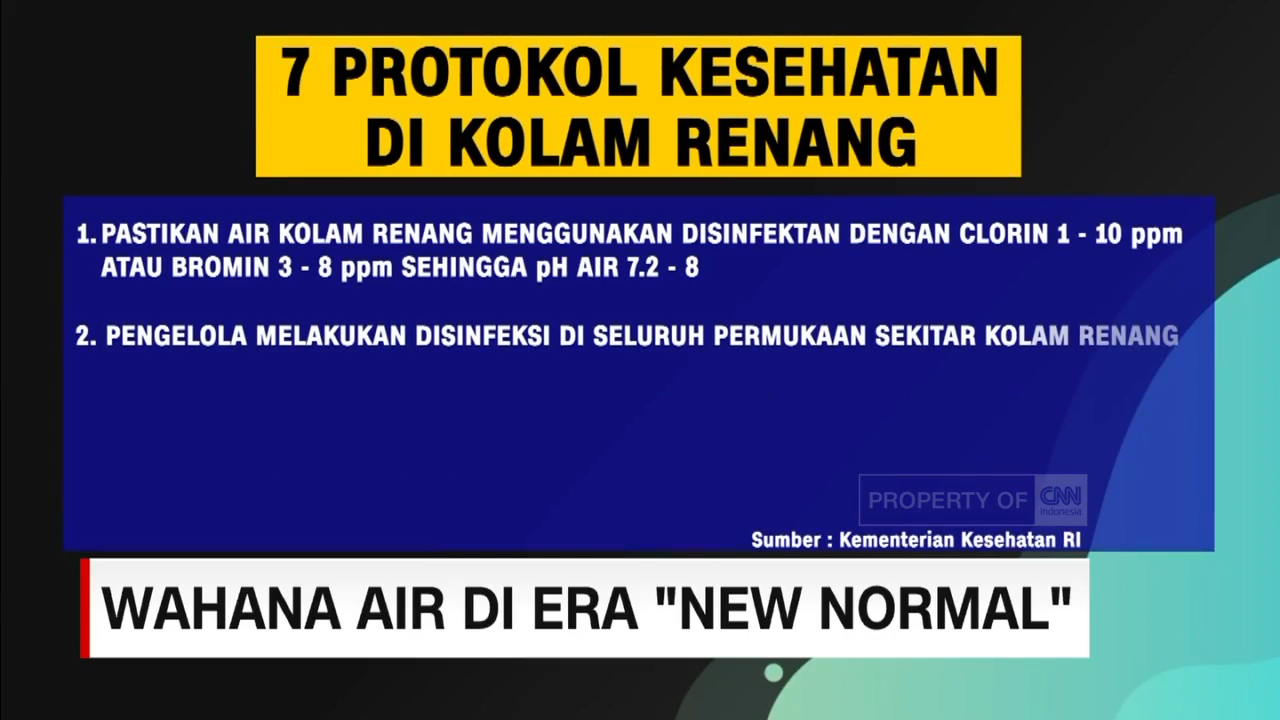 7 PROTOKOL KESEHATAN
DI KOLAM RENANG
1. PASTIKAN AIR KOLAM RENANG MENGGUNAKAN DISINFEKTAN DENGAN CLORIN 1 - 10 ppm
ATAU BROMIN 3 - 8 ppm SEHINGGA pH AIR 7.2 - 8
2. PENGELOLA MELAKUKAN DISINFEKSI DI SELURUH PERMUKAAN SEKITAR KOLAM RENANG
PROPERTY OF CNN Indonesia
Sumber : Kementerian Kesehatan RI
WAHANA AIR DI ERA "NEW NORMAL"